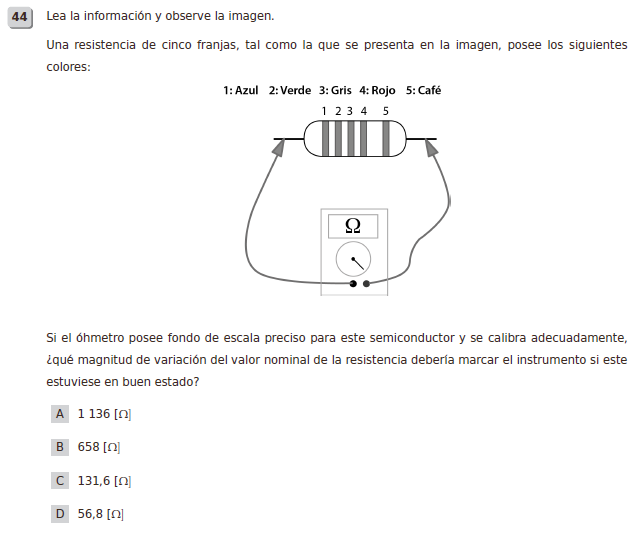 44 Lea la información y observe la imagen.
Una resistencia de cinco franjas, tal como la que se presenta en la imagen, posee los siguientes
colores:
1: Azul 2: Verde 3: Gris 4: Rojo 5: Café
1 2 3 4 5
Ω
Si el óhmetro posee fondo de escala preciso para este semiconductor y se calibra adecuadamente,
¿qué magnitud de variación del valor nominal de la resistencia debería marcar el instrumento si este
estuviese en buen estado?
A 1 136 [Ω]
B 658 [Ω]
C 131,6 [Ω]
D 56,8 [Ω]